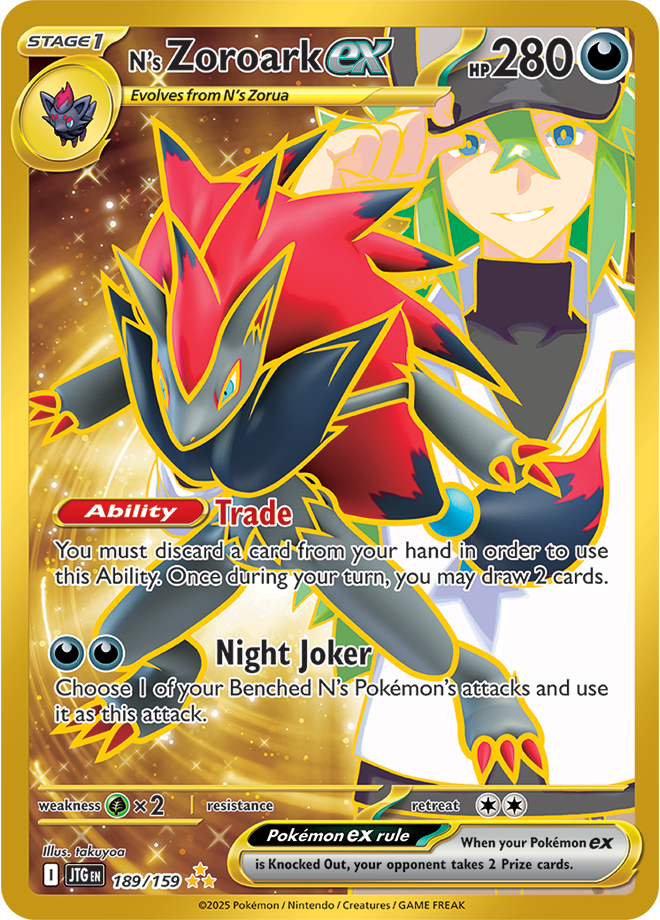 STAGE 1
N's Zoroark ex
HP 280
Evolves from N's Zorua
Ability Trade
You must discard a card from your hand in order to use
this Ability. Once during your turn, you may draw 2 cards.
Night Joker
Choose 1 of your Benched N's Pokémon's attacks and use
it as this attack.
weakness ×2 resistance retreat
Illus. takuyoa
Pokémon ex rule
When your Pokémon ex
is Knocked Out, your opponent takes 2 Prize cards.
I JTG EN 189/159
©2025 Pokémon / Nintendo / Creatures / GAME FREAK